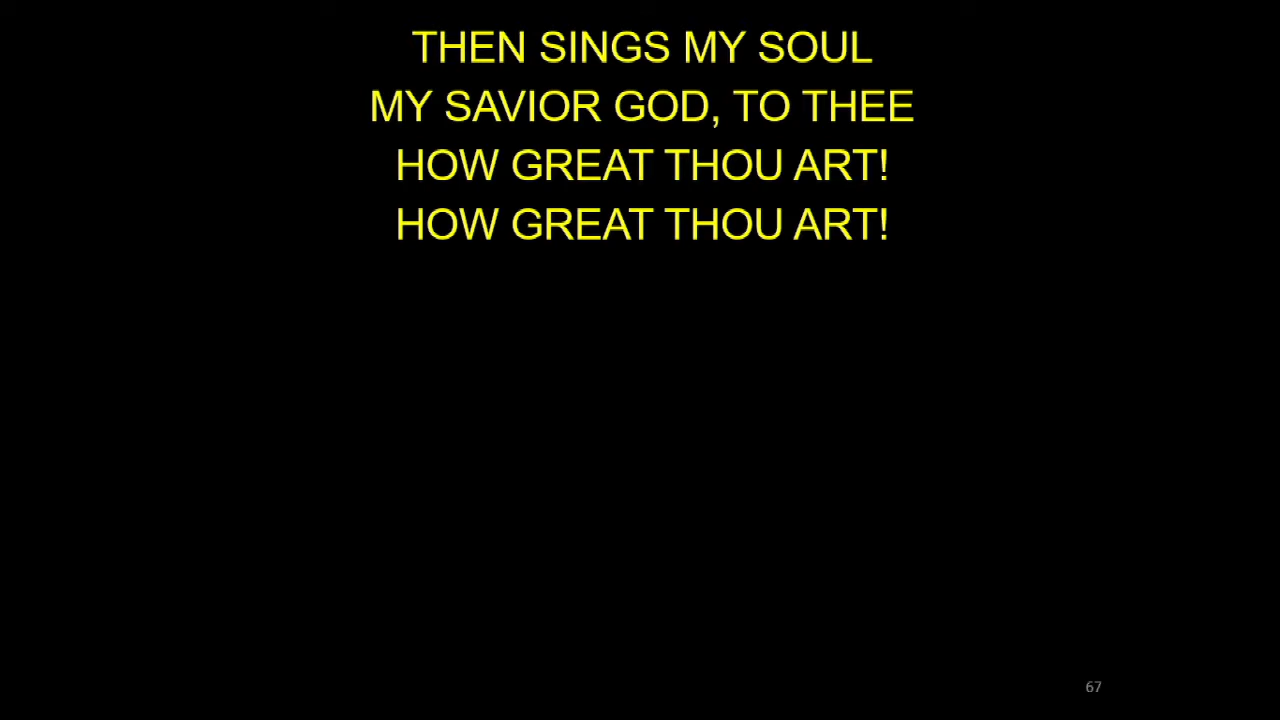 THEN SINGS MY SOUL
MY SAVIOR GOD, TO THEE
HOW GREAT THOU ART!
HOW GREAT THOU ART!
67